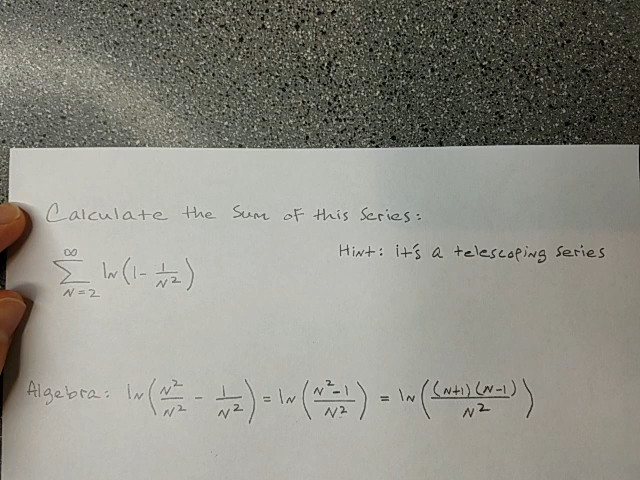 Calculate the sum of this series:
Hint: it's a telescoping series
∞
∑ ln(1 - 1/N²)
N=2
Algebra: ln(N²/N² - 1/N²) = ln((N²-1)/N²) = ln((N+1)(N-1)/N²)